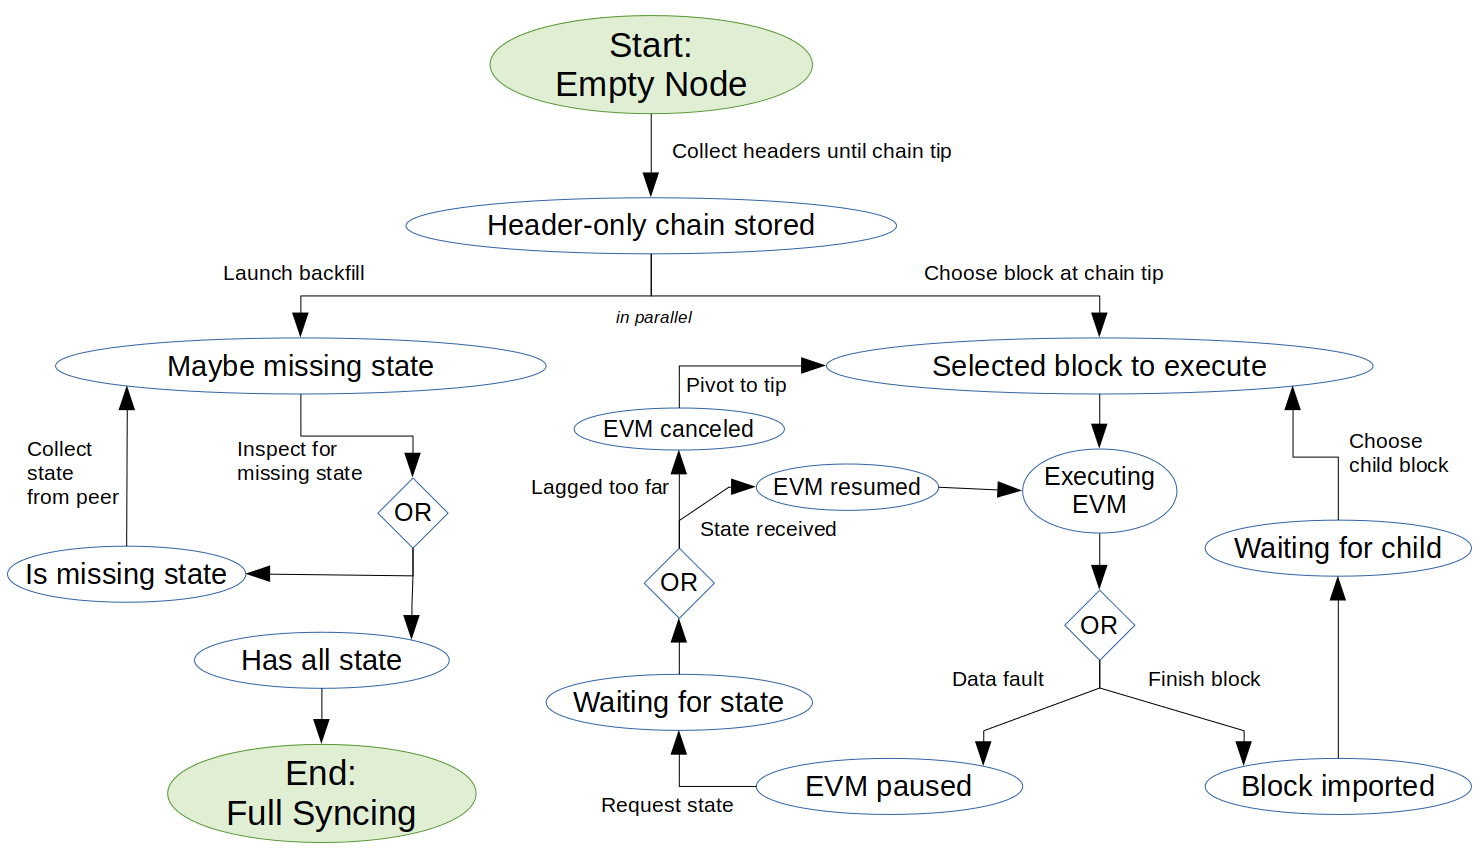 Start:
Empty Node
Collect headers until chain tip
Header-only chain stored
Launch backfill
Choose block at chain tip
in parallel
Maybe missing state
Selected block to execute
Pivot to tip
EVM canceled
Collect
state
from peer
Inspect for
missing state
Choose
child block
Lagged too far
EVM resumed
Executing
EVM
OR
State received
Is missing state
OR
Waiting for child
OR
Has all state
Data fault
Finish block
Waiting for state
End:
Full Syncing
Request state
EVM paused
Block imported